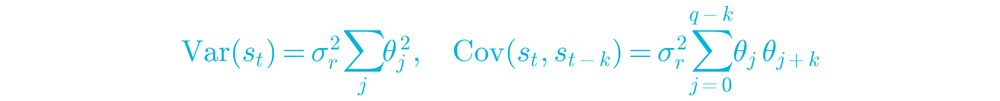 Var(s_t) = σ_r^2 ∑_j θ_j^2, Cov(s_t, s_{t−k}) = σ_r^2 ∑_{j=0}^{q−k} θ_j θ_{j+k}